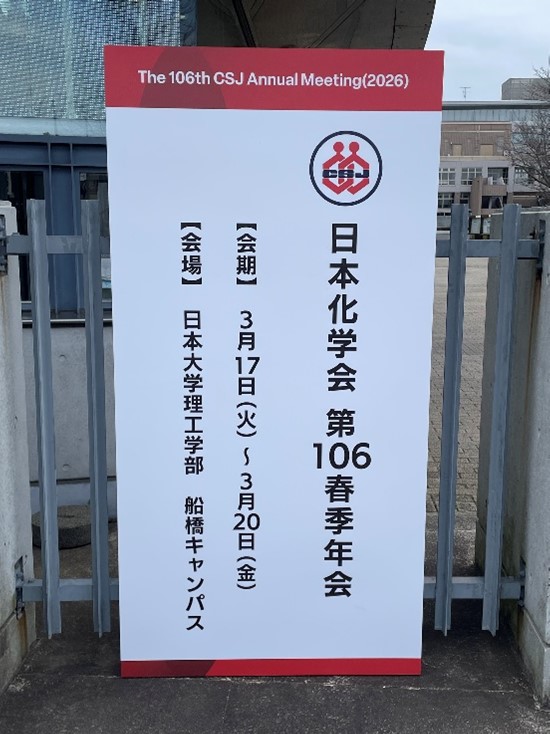 The 106th CSJ Annual Meeting(2026)
CSJ
日本化学会 第106春季年会
【会期】 3月17日(火)～3月20日(金)
【会場】 日本大学理工学部 船橋キャンパス